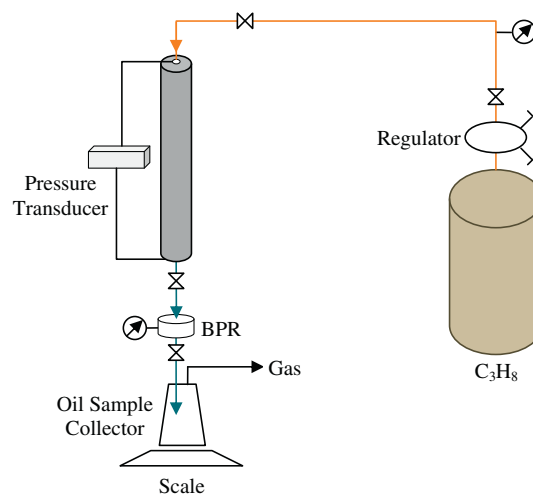 Regulator
Pressure
Transducer
BPR
Gas
C₃H₈
Oil Sample
Collector
Scale